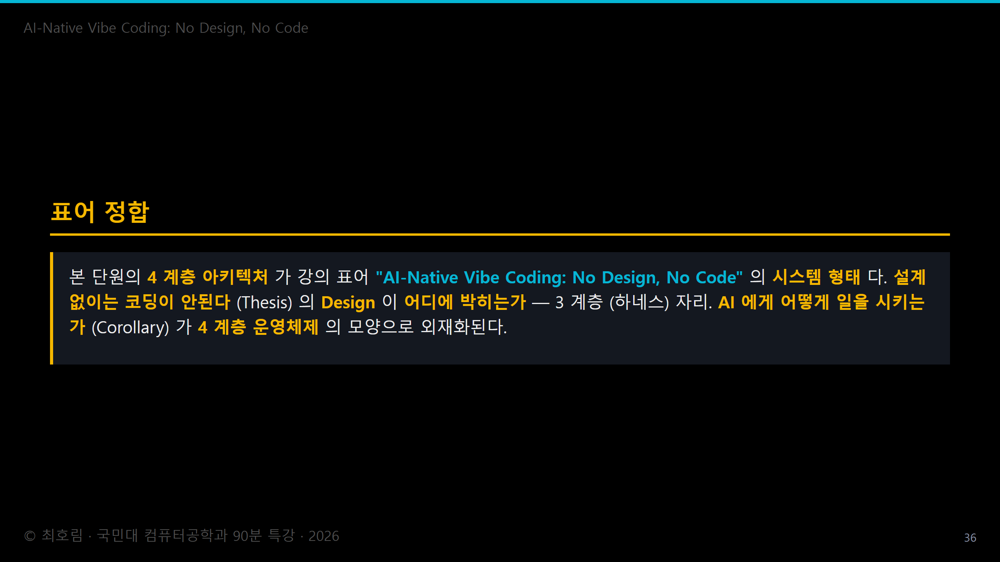 AI-Native Vibe Coding: No Design, No Code
표어 정합
본 단원의 4 계층 아키텍처 가 강의 표어 "AI-Native Vibe Coding: No Design, No Code" 의 시스템 형태 다. 설계
없이는 코딩이 안된다 (Thesis) 의 Design 이 어디에 박히는가 — 3 계층 (하네스) 자리. AI 에게 어떻게 일을 시키는
가 (Corollary) 가 4 계층 운영체제 의 모양으로 외재화된다.
© 최호림 · 국민대 컴퓨터공학과 90분 특강 · 2026
36